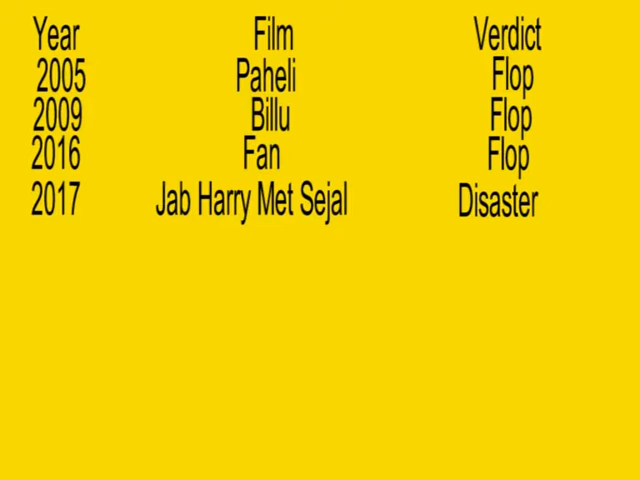 Year Film Verdict
2005 Paheli Flop
2009 Billu Flop
2016 Fan Flop
2017 Jab Harry Met Sejal Disaster